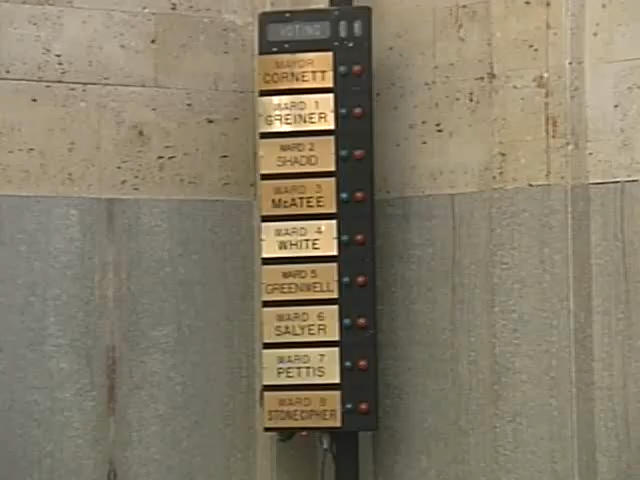 VOTING
MAYOR
CORNETT
WARD 1
GREINER
WARD 2
SHADID
WARD 3
McATEE
WARD 4
WHITE
WARD 5
GREENWELL
WARD 6
SALYER
WARD 7
PETTIS
WARD 8
STONECIPHER